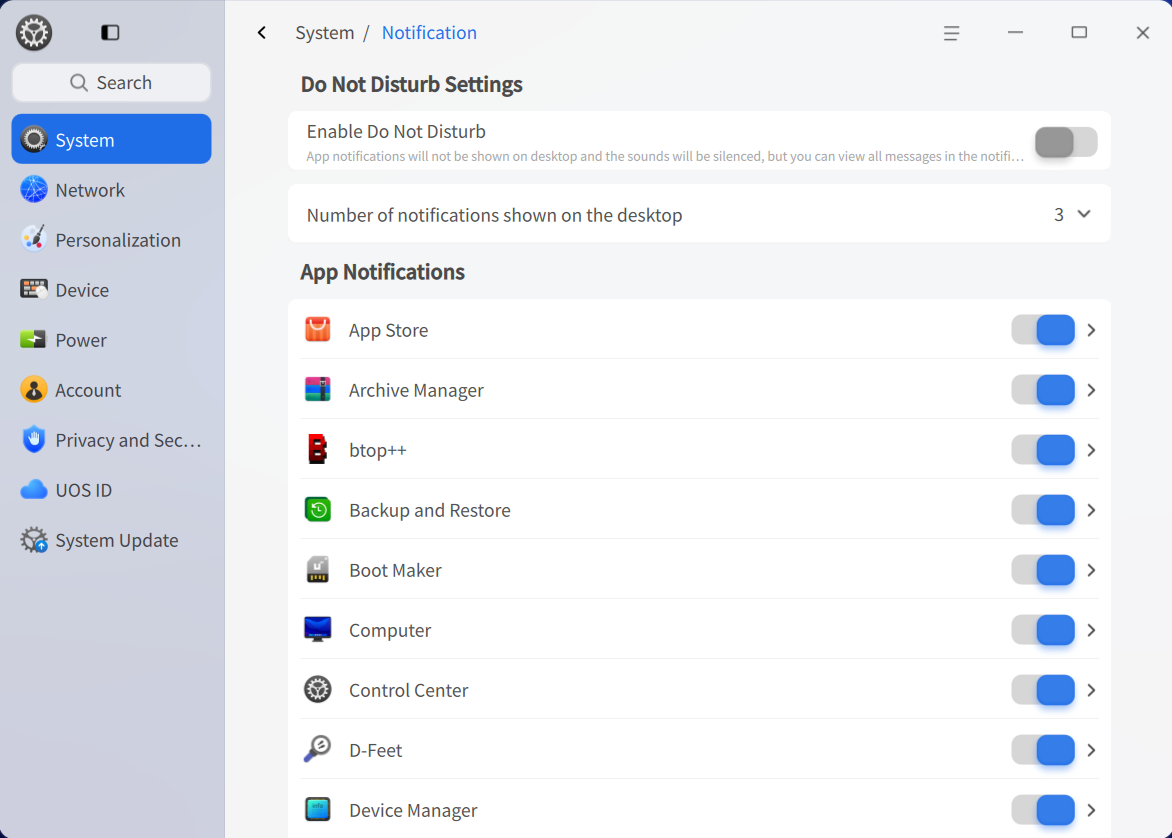 System / Notification
Search
System
Network
Personalization
Device
Power
Account
Privacy and Sec...
UOS ID
System Update
Do Not Disturb Settings
Enable Do Not Disturb
App notifications will not be shown on desktop and the sounds will be silenced, but you can view all messages in the notifi...
Number of notifications shown on the desktop 3
App Notifications
App Store
Archive Manager
btop++
Backup and Restore
Boot Maker
Computer
Control Center
D-Feet
Device Manager